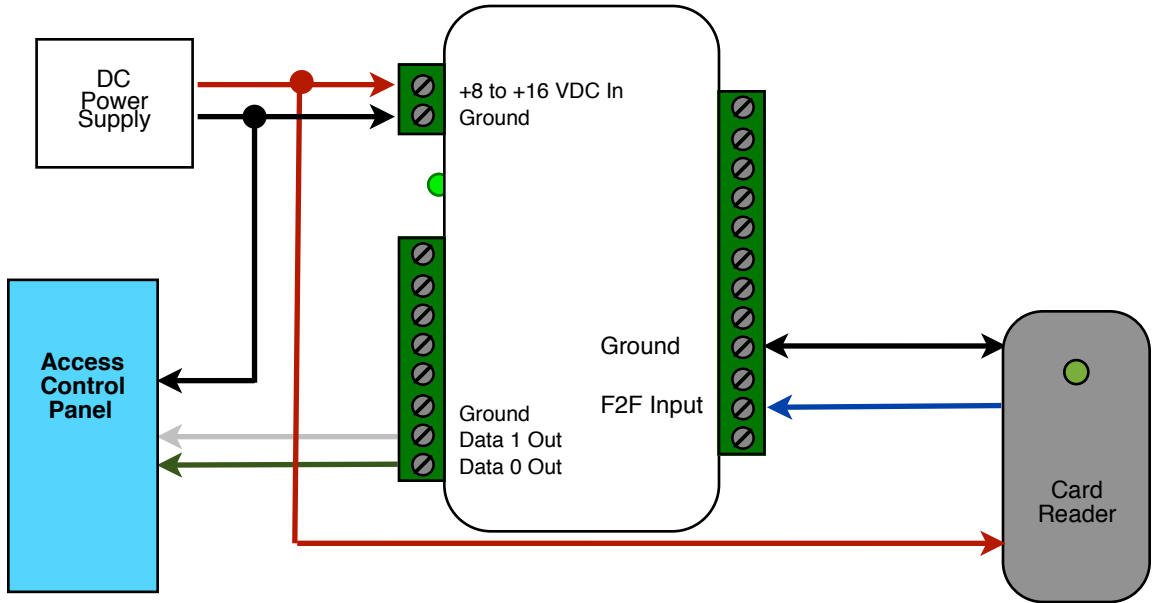 DC
Power
Supply
+8 to +16 VDC In
Ground
Access
Control
Panel
Ground
F2F Input
Ground
Data 1 Out
Data 0 Out
Card
Reader